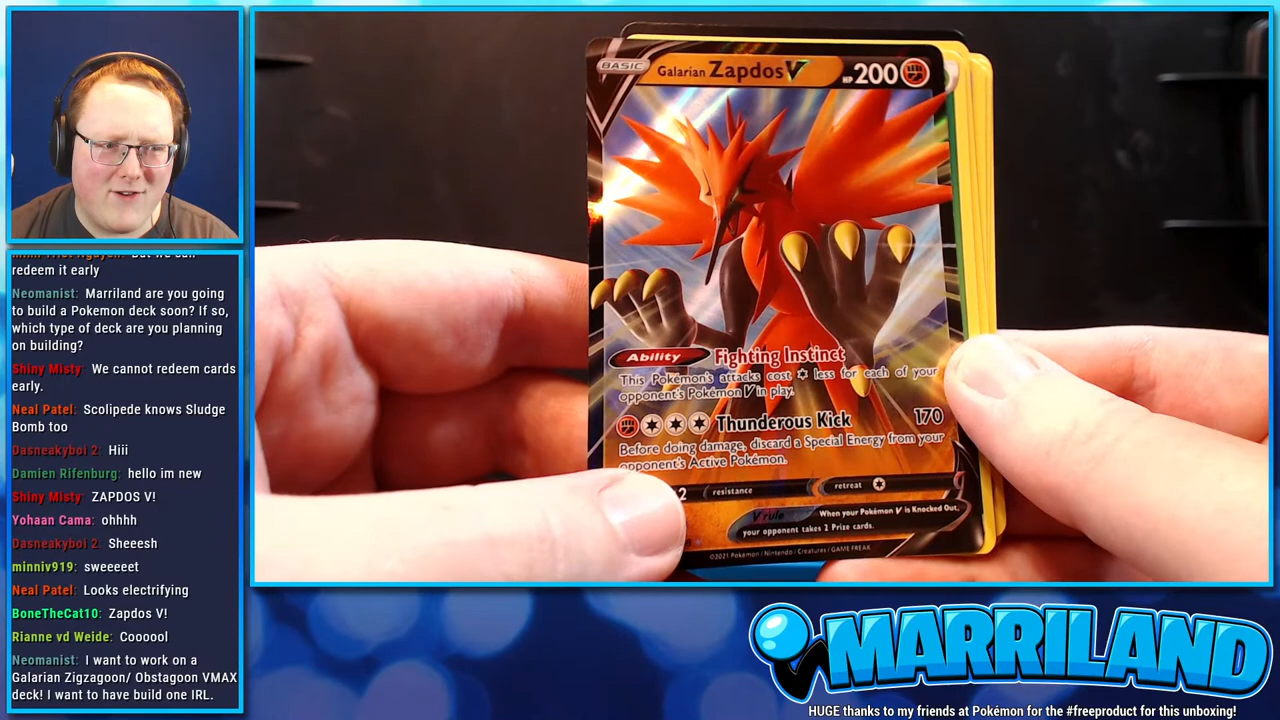 redeem it early
Neomanist: Marriland are you going
to build a Pokemon deck soon? If so,
which type of deck are you planning
on building?
Shiny Misty: We cannot redeem cards
early.
Neal Patel: Scolipede knows Sludge
Bomb too
Dasneakyboi 2: Hiii
Damien Rifenburg: hello im new
Shiny Misty: ZAPDOS V!
Yohaan Cama: ohhhh
Dasneakyboi 2: Sheeesh
minniv919: sweeeeet
Neal Patel: Looks electrifying
BoneTheCat10: Zapdos V!
Rianne vd Weide: Coooool
Neomanist: I want to work on a
Galarian Zigzagoon/ Obstagoon VMAX
deck! I want to have build one IRL.
BASIC Galarian Zapdos V HP 200
Ability Fighting Instinct
This Pokémon's attacks cost less for each of your
opponent's Pokémon V in play.
Thunderous Kick 170
Before doing damage, discard a Special Energy from your
opponent's Active Pokémon.
2 resistance retreat
V rule When your Pokémon V is Knocked Out,
your opponent takes 2 Prize cards.
©2021 Pokémon / Nintendo / Creatures / GAME FREAK
MARRILAND
HUGE thanks to my friends at Pokémon for the #freeproduct for this unboxing!